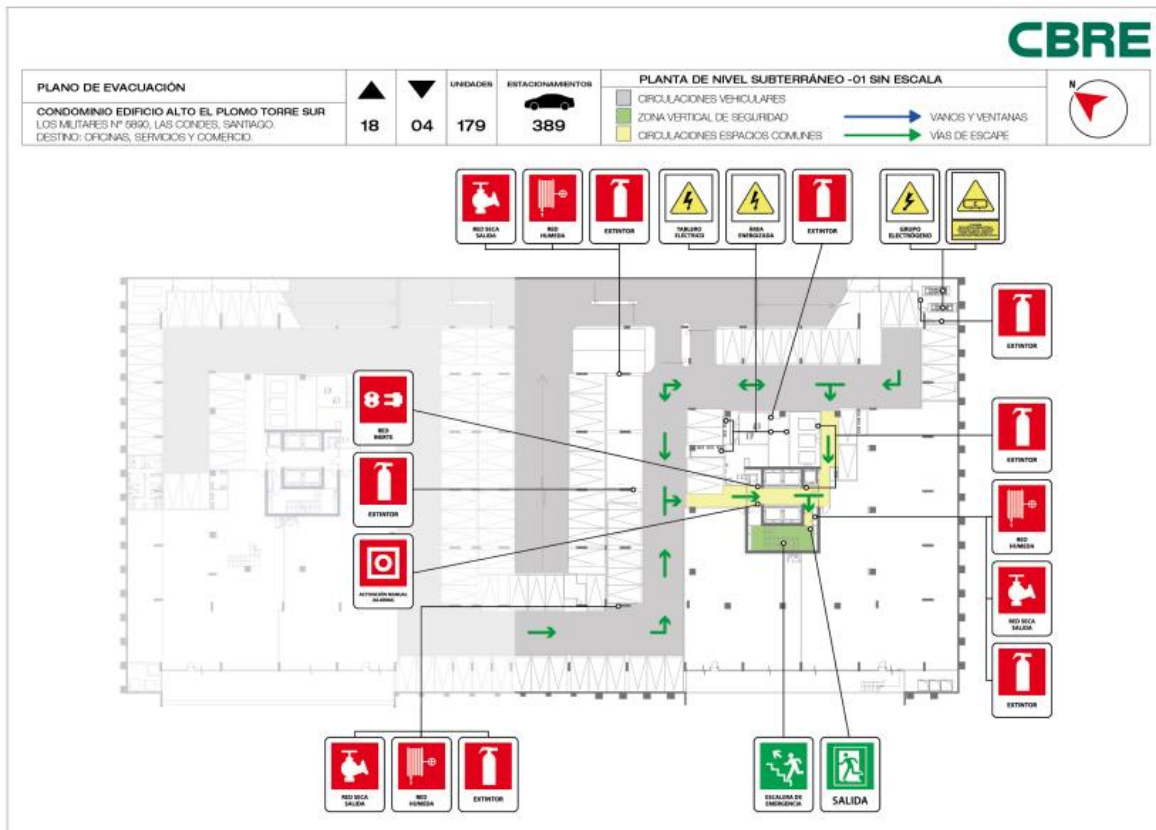 CBRE
PLANO DE EVACUACIÓN
CONDOMINIO EDIFICIO ALTO EL PLOMO TORRE SUR
LOS MILITARES Nº 5890, LAS CONDES, SANTIAGO.
DESTINO: OFICINAS, SERVICIOS Y COMERCIO.
18
04
UNIDADES
179
ESTACIONAMIENTOS
389
PLANTA DE NIVEL SUBTERRÁNEO -01 SIN ESCALA
CIRCULACIONES VEHICULARES
ZONA VERTICAL DE SEGURIDAD
CIRCULACIONES ESPACIOS COMUNES
VANOS Y VENTANAS
VÍAS DE ESCAPE
N
RED SECA
SALIDA
RED
HUMEDA
EXTINTOR
TABLERO
ELÉCTRICO
ÁREA
ENERGIZADA
EXTINTOR
GRUPO
ELECTRÓGENO
EXTINTOR
RED
INERTE
EXTINTOR
EXTINTOR
ACTIVACIÓN MANUAL
RED
HUMEDA
RED SECA
SALIDA
EXTINTOR
RED SECA
SALIDA
RED
HUMEDA
EXTINTOR
ESCALERA DE
EMERGENCIA
SALIDA